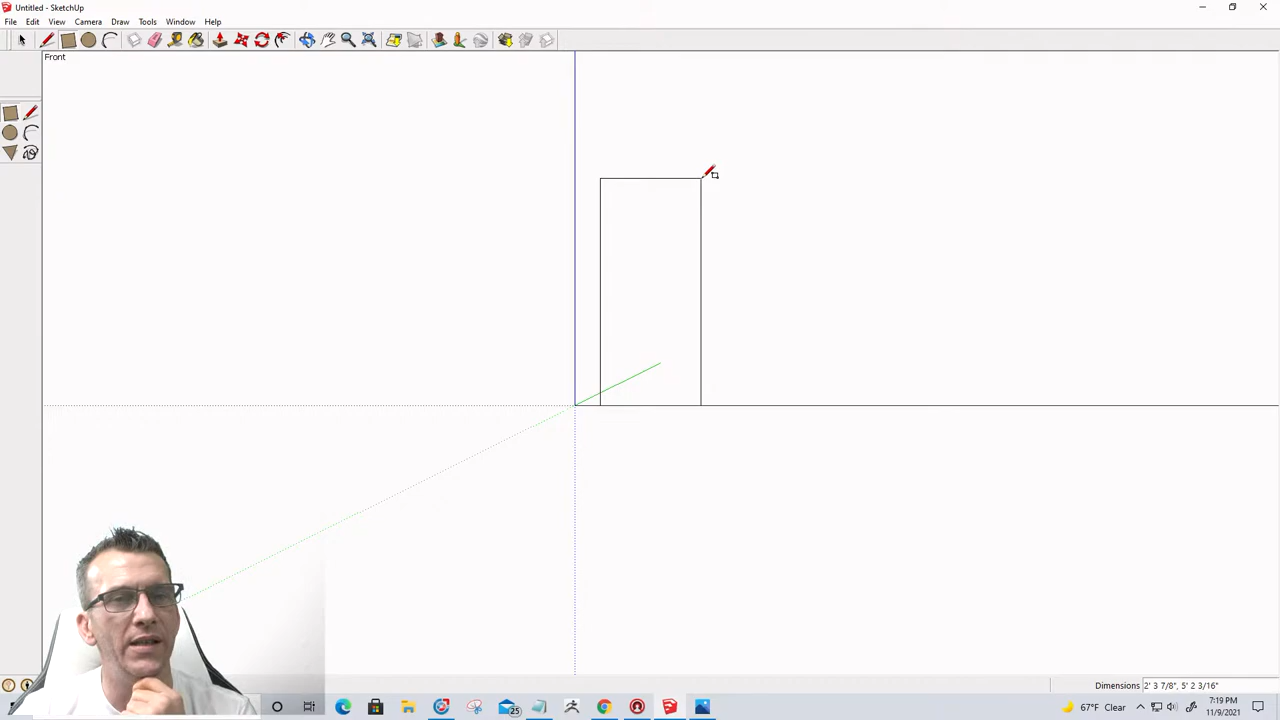 Untitled - SketchUp
File Edit View Camera Draw Tools Window Help
Front
Dimensions 2' 3 7/8", 5' 2 3/16"
25
67°F Clear
7:19 PM
11/9/2021